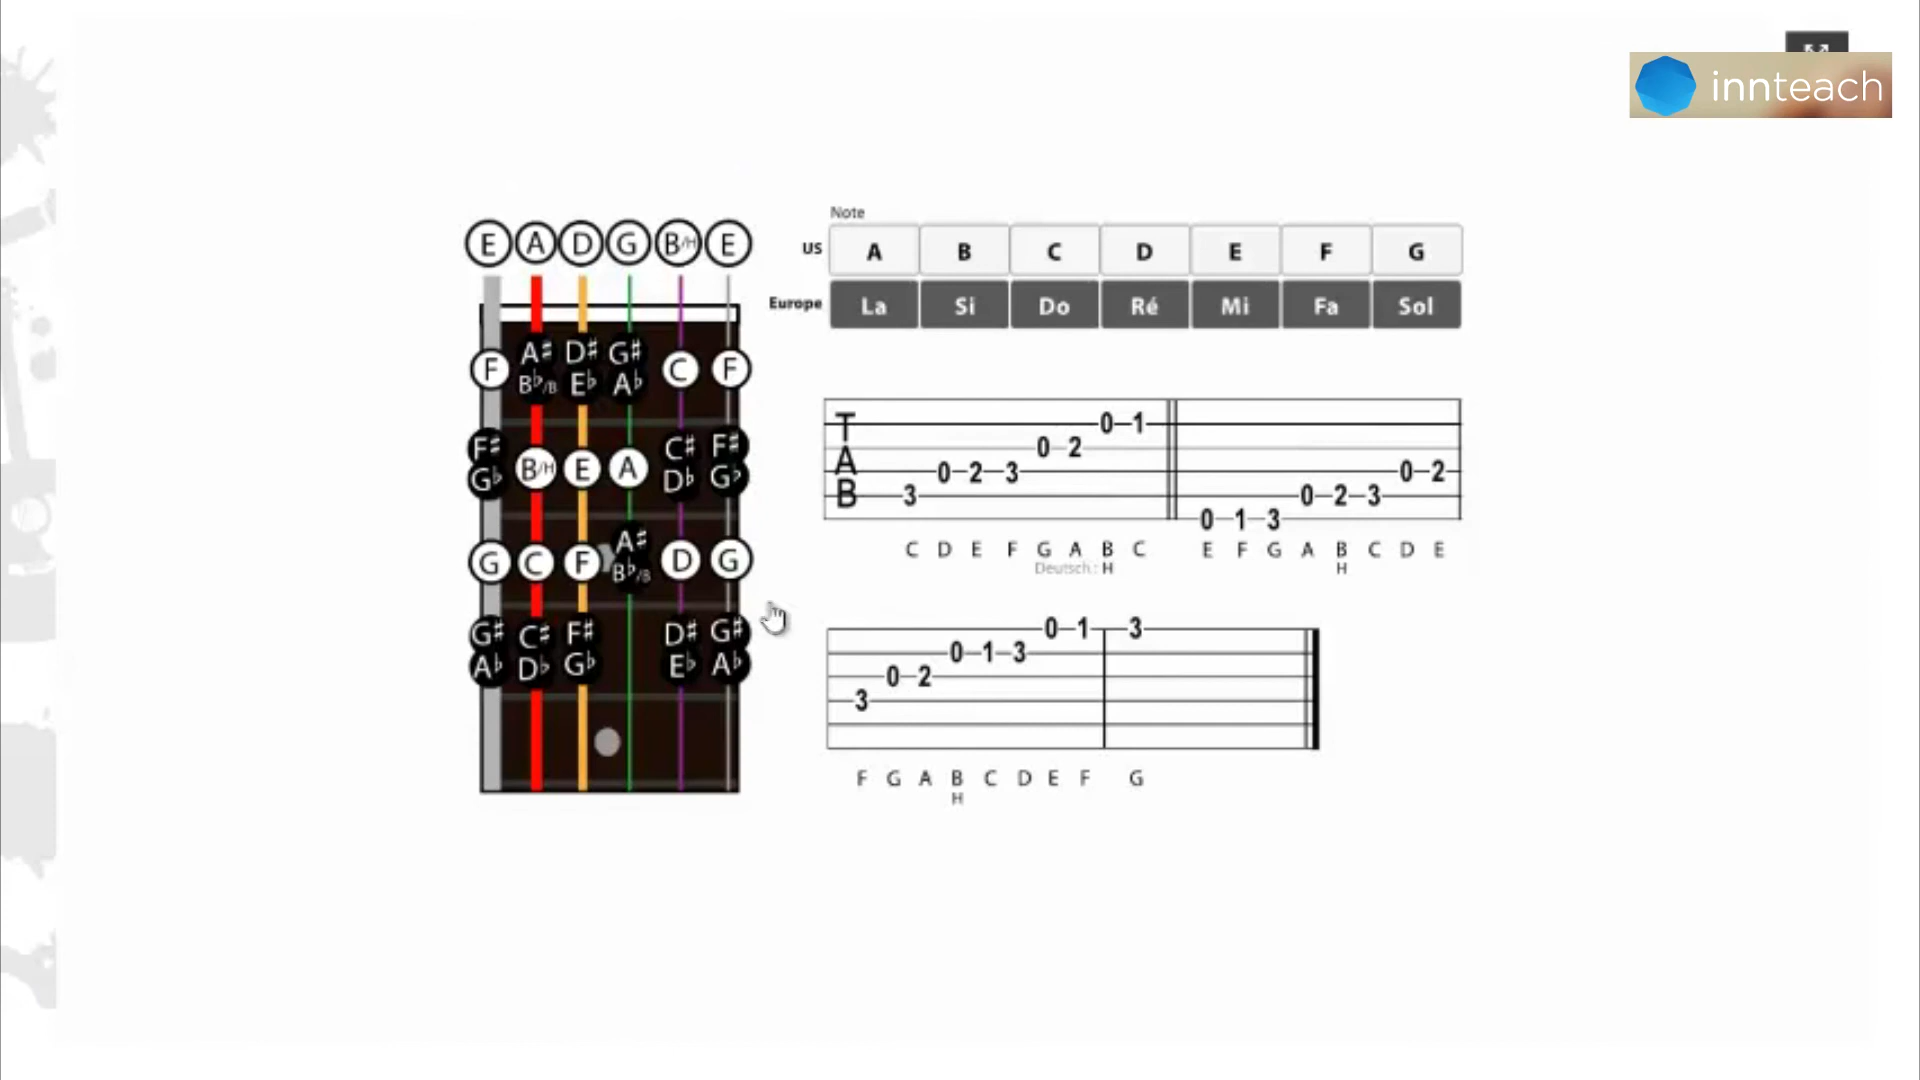 innteach
E A D G B/H E
F A♯ D♯ G♯ C F
B♭/B E♭ A♭
F♯ B/H E A C♯ F♯
G♭ D♭ G♭
G C F A♯ D G
B♭/B
G♯ C♯ F♯ D♯ G♯
A♭ D♭ G♭ E♭ A♭
Note
US A B C D E F G
Europe La Si Do Ré Mi Fa Sol
TAB
3 0 2 3 0 2 0 1 0 1 3 0 2 3 0 2
C D E F G A B C E F G A B C D E
Deutsch: H H
3 0 2 0 1 3 0 1 3
F G A B C D E F G
H